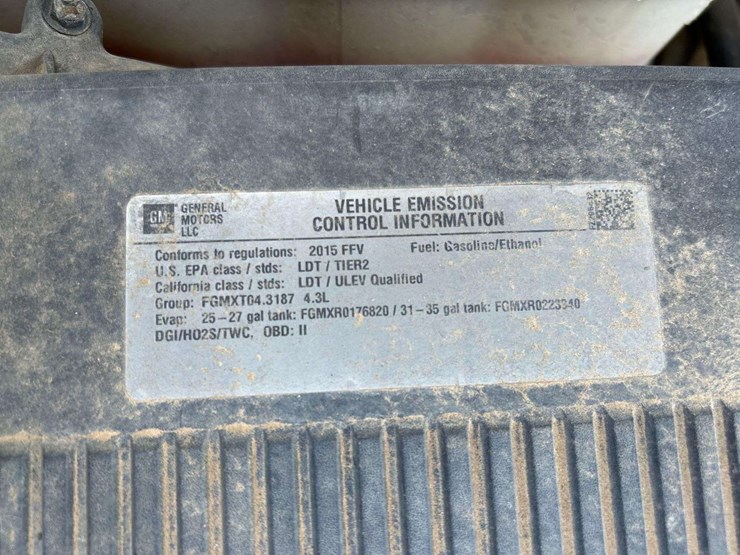 GM GENERAL MOTORS LLC
VEHICLE EMISSION
CONTROL INFORMATION
Conforms to regulations: 2015 FFV Fuel: Gasoline/Ethanol
U.S. EPA class / stds: LDT / TIER2
California class / stds: LDT / ULEV Qualified
Group: FGMXT04.3187 4.3L
Evap: 25-27 gal tank: FGMXR0176820 / 31-35 gal tank: FGMXR0223340
DGI/HO2S/TWC, OBD: II